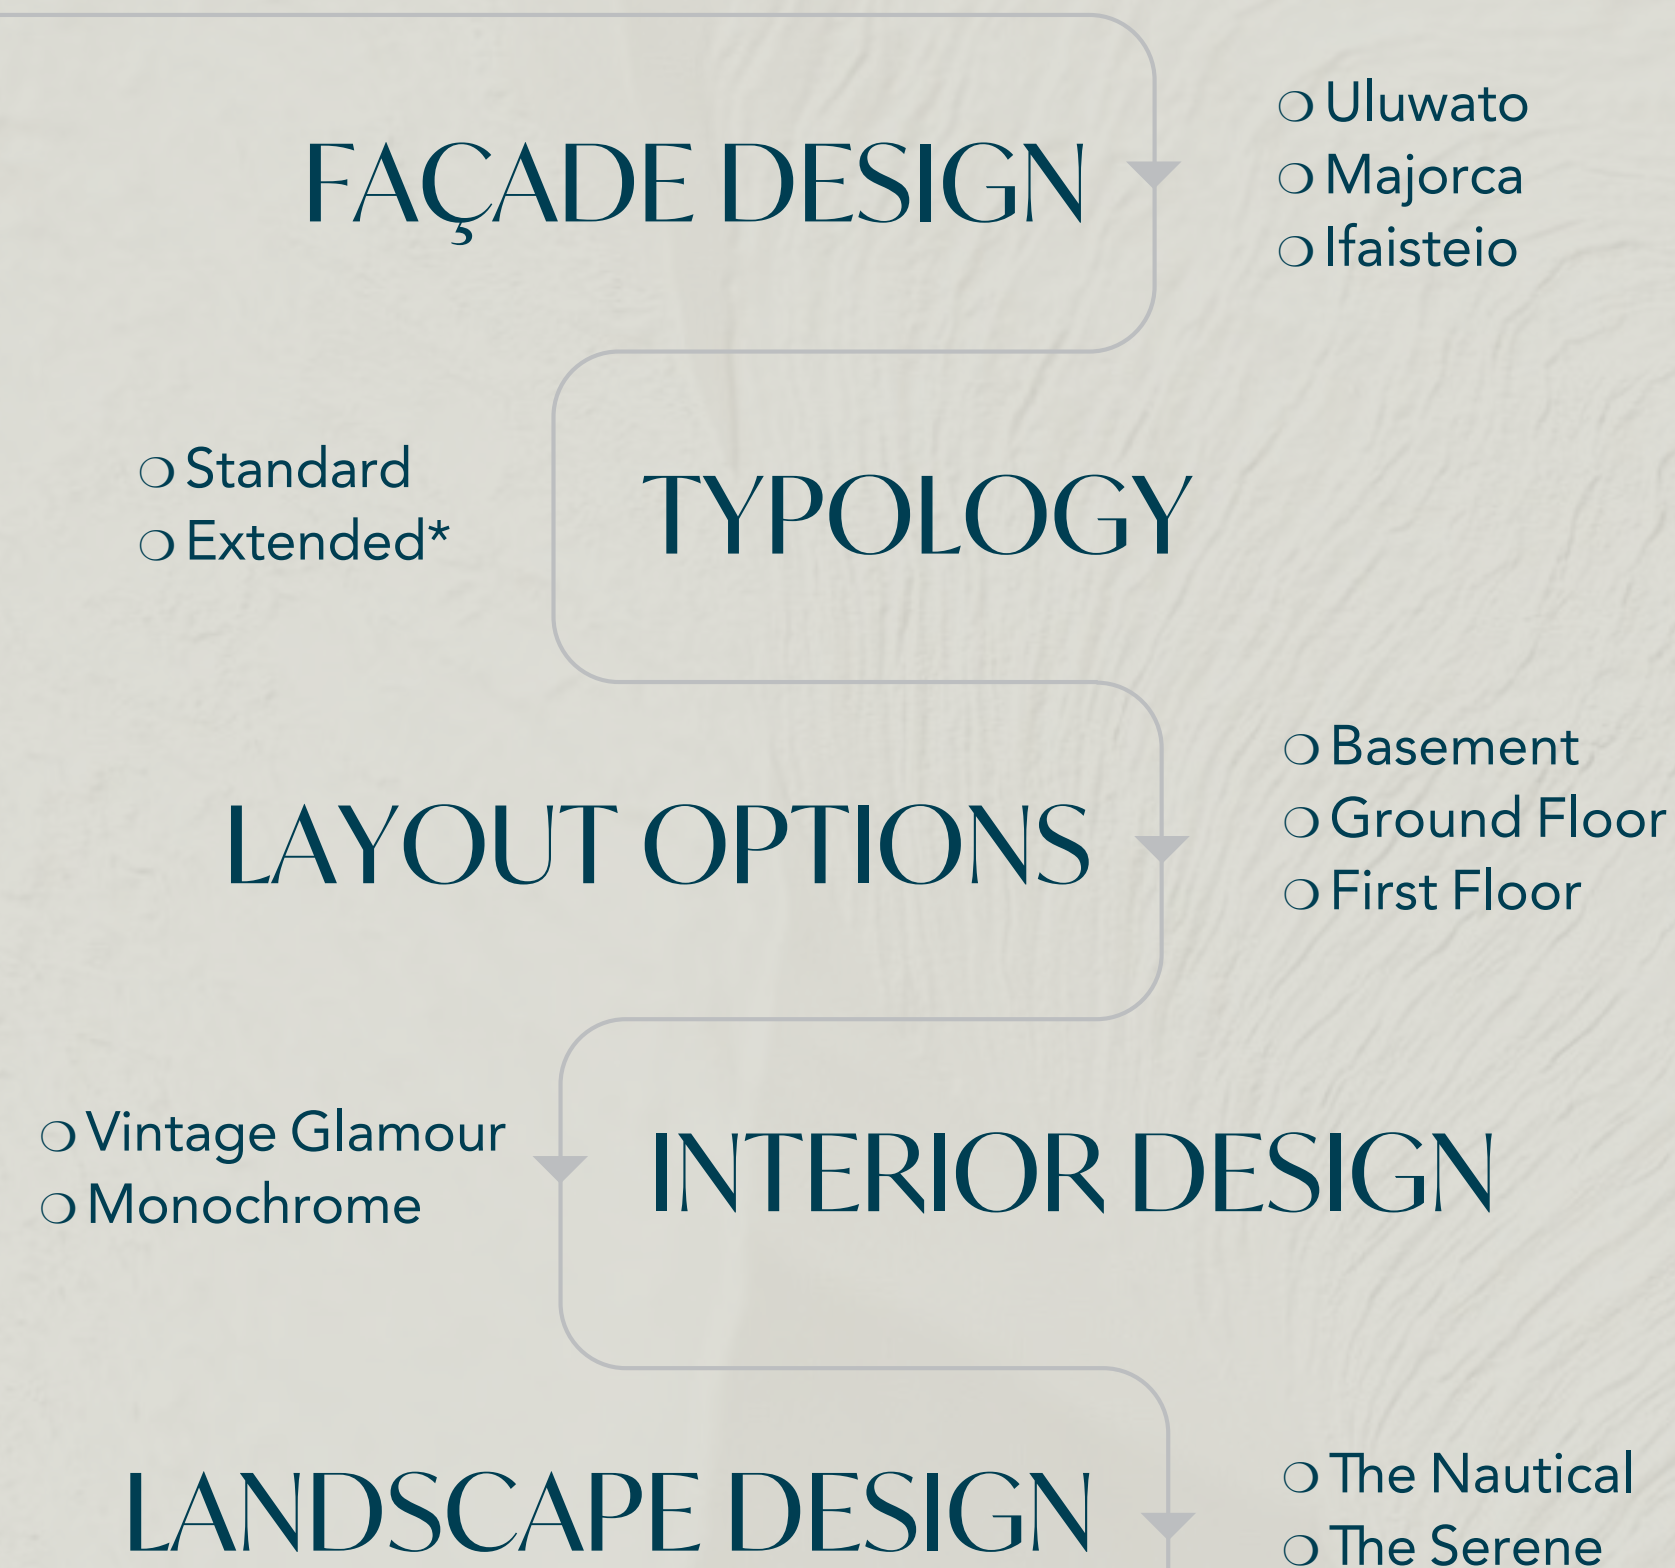 FAÇADE DESIGN
❍ Uluwato
❍ Majorca
❍ Ifaisteio
❍ Standard
❍ Extended*
TYPOLOGY
LAYOUT OPTIONS
❍ Basement
❍ Ground Floor
❍ First Floor
❍ Vintage Glamour
❍ Monochrome
INTERIOR DESIGN
LANDSCAPE DESIGN
❍ The Nautical
❍ The Serene